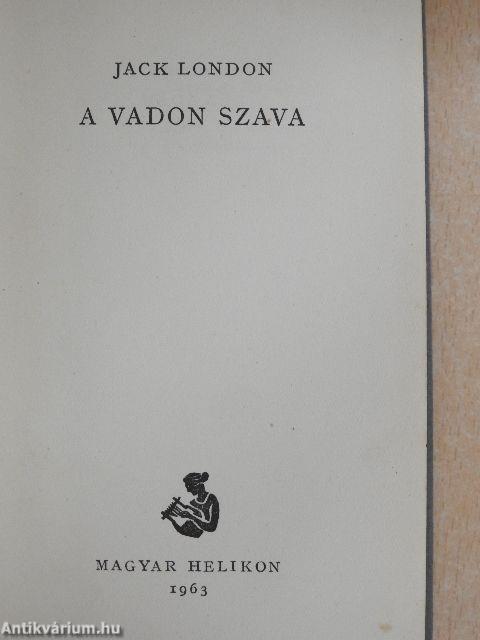 JACK LONDON
A VADON SZAVA
MAGYAR HELIKON
1963
Antikvárium.hu